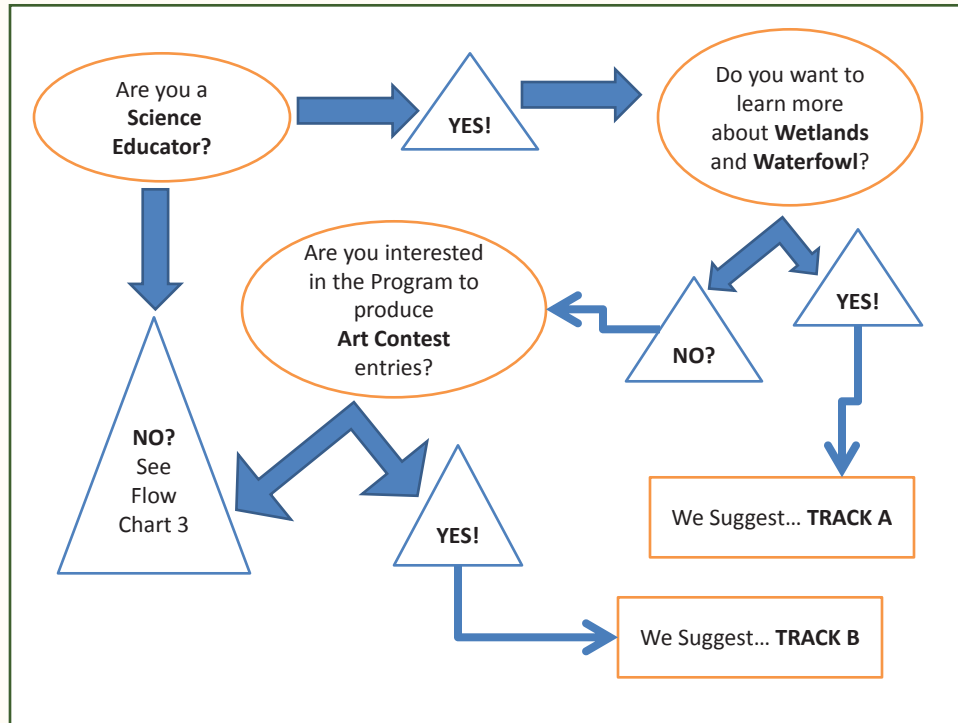 Are you a
Science
Educator?
YES!
Do you want to
learn more
about Wetlands
and Waterfowl?
Are you interested
in the Program to
produce
Art Contest
entries?
NO?
YES!
NO?
See
Flow
Chart 3
YES!
We Suggest... TRACK A
We Suggest... TRACK B